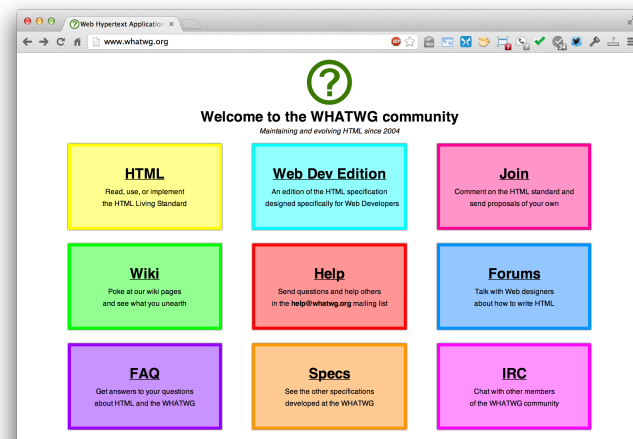 Web Hypertext Application
www.whatwg.org
Welcome to the WHATWG community
Maintaining and evolving HTML since 2004
HTML
Read, use, or implement
the HTML Living Standard
Web Dev Edition
An edition of the HTML specification
designed specifically for Web Developers
Join
Comment on the HTML standard and
send proposals of your own
Wiki
Poke at our wiki pages
and see what you unearth
Help
Send questions and help others
in the help@whatwg.org mailing list
Forums
Talk with Web designers
about how to write HTML
FAQ
Get answers to your questions
about HTML and the WHATWG
Specs
See the other specifications
developed at the WHATWG
IRC
Chat with other members
of the WHATWG community